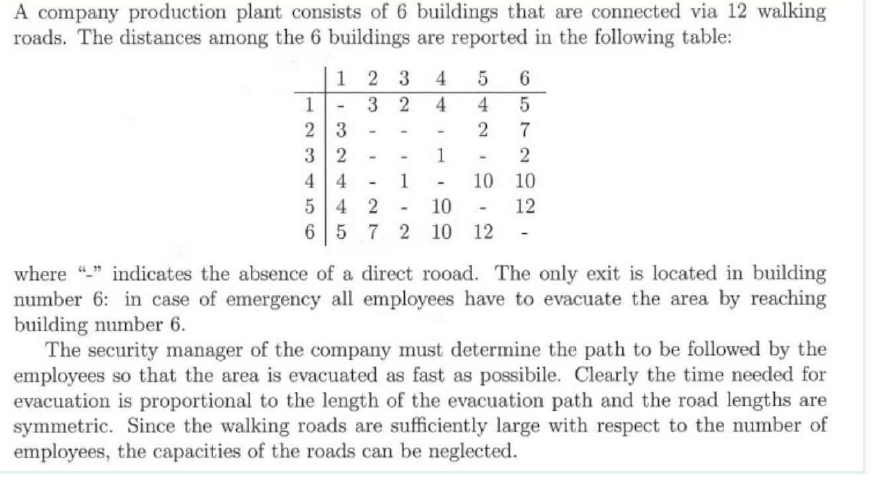 A company production plant consists of 6 buildings that are connected via 12 walking
roads. The distances among the 6 buildings are reported in the following table:
1 2 3 4 5 6
1 - 3 2 4 4 5
2 3 - - - 2 7
3 2 - - 1 - 2
4 4 - 1 - 10 10
5 4 2 - 10 - 12
6 5 7 2 10 12 -
where “-” indicates the absence of a direct rooad. The only exit is located in building
number 6: in case of emergency all employees have to evacuate the area by reaching
building number 6.
The security manager of the company must determine the path to be followed by the
employees so that the area is evacuated as fast as possibile. Clearly the time needed for
evacuation is proportional to the length of the evacuation path and the road lengths are
symmetric. Since the walking roads are sufficiently large with respect to the number of
employees, the capacities of the roads can be neglected.